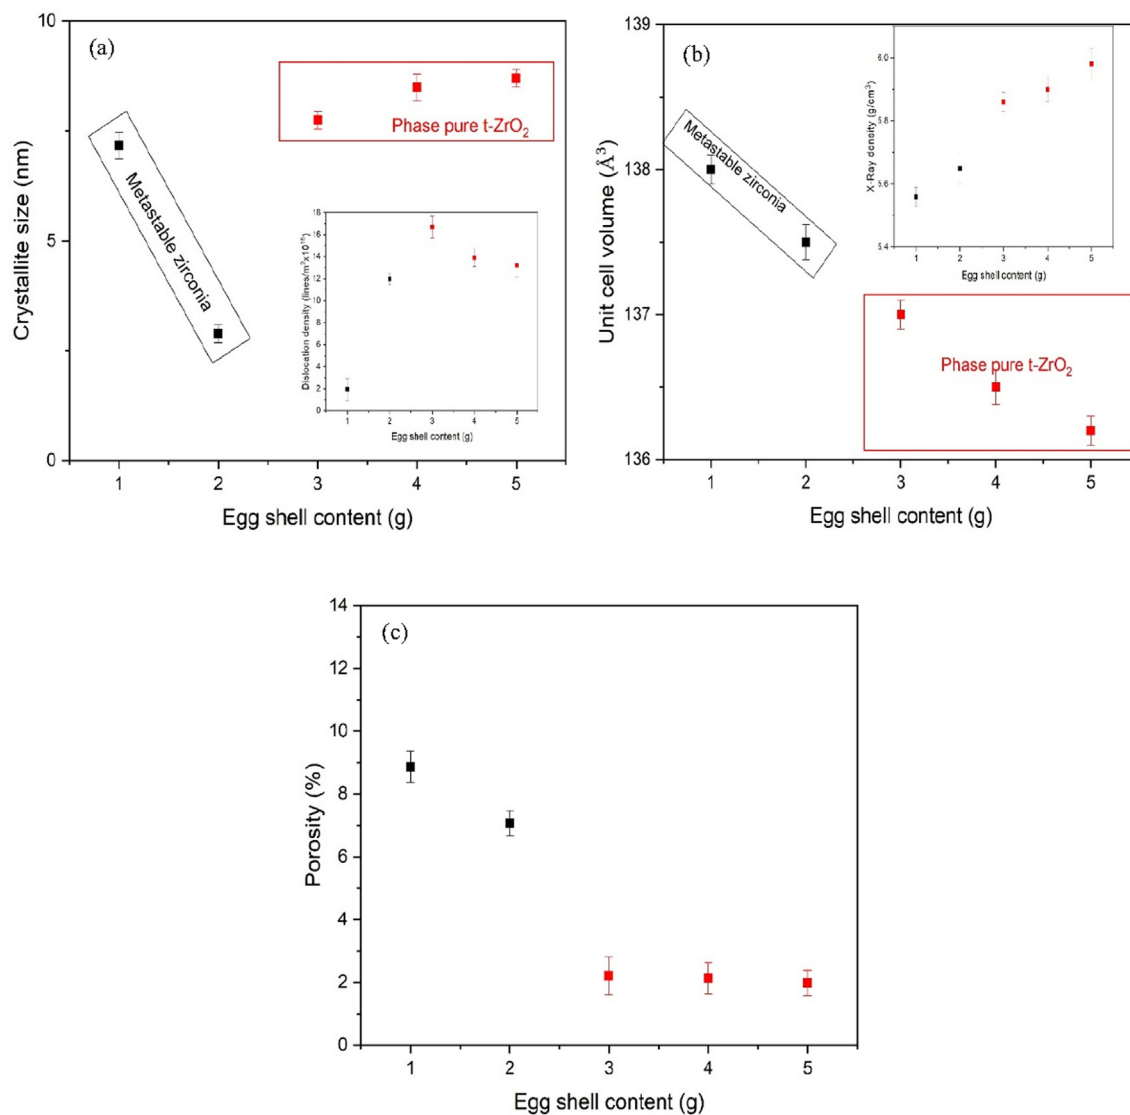 (a)
Crystallite size (nm)
10
5
0
Metastable zirconia
Phase pure t-ZrO₂
Dislocation density (lines/m²x10¹⁵)
18
16
14
12
10
8
6
4
2
0
1 2 3 4 5
Egg shell content (g)
1 2 3 4 5
Egg shell content (g)
(b)
Unit cell volume (Å³)
139
138
137
136
Metastable zirconia
X-Ray density (g/cm³)
6.0
5.8
5.6
5.4
1 2 3 4 5
Egg shell content (g)
Phase pure t-ZrO₂
1 2 3 4 5
Egg shell content (g)
(c)
Porosity (%)
14
12
10
8
6
4
2
0
1 2 3 4 5
Egg shell content (g)